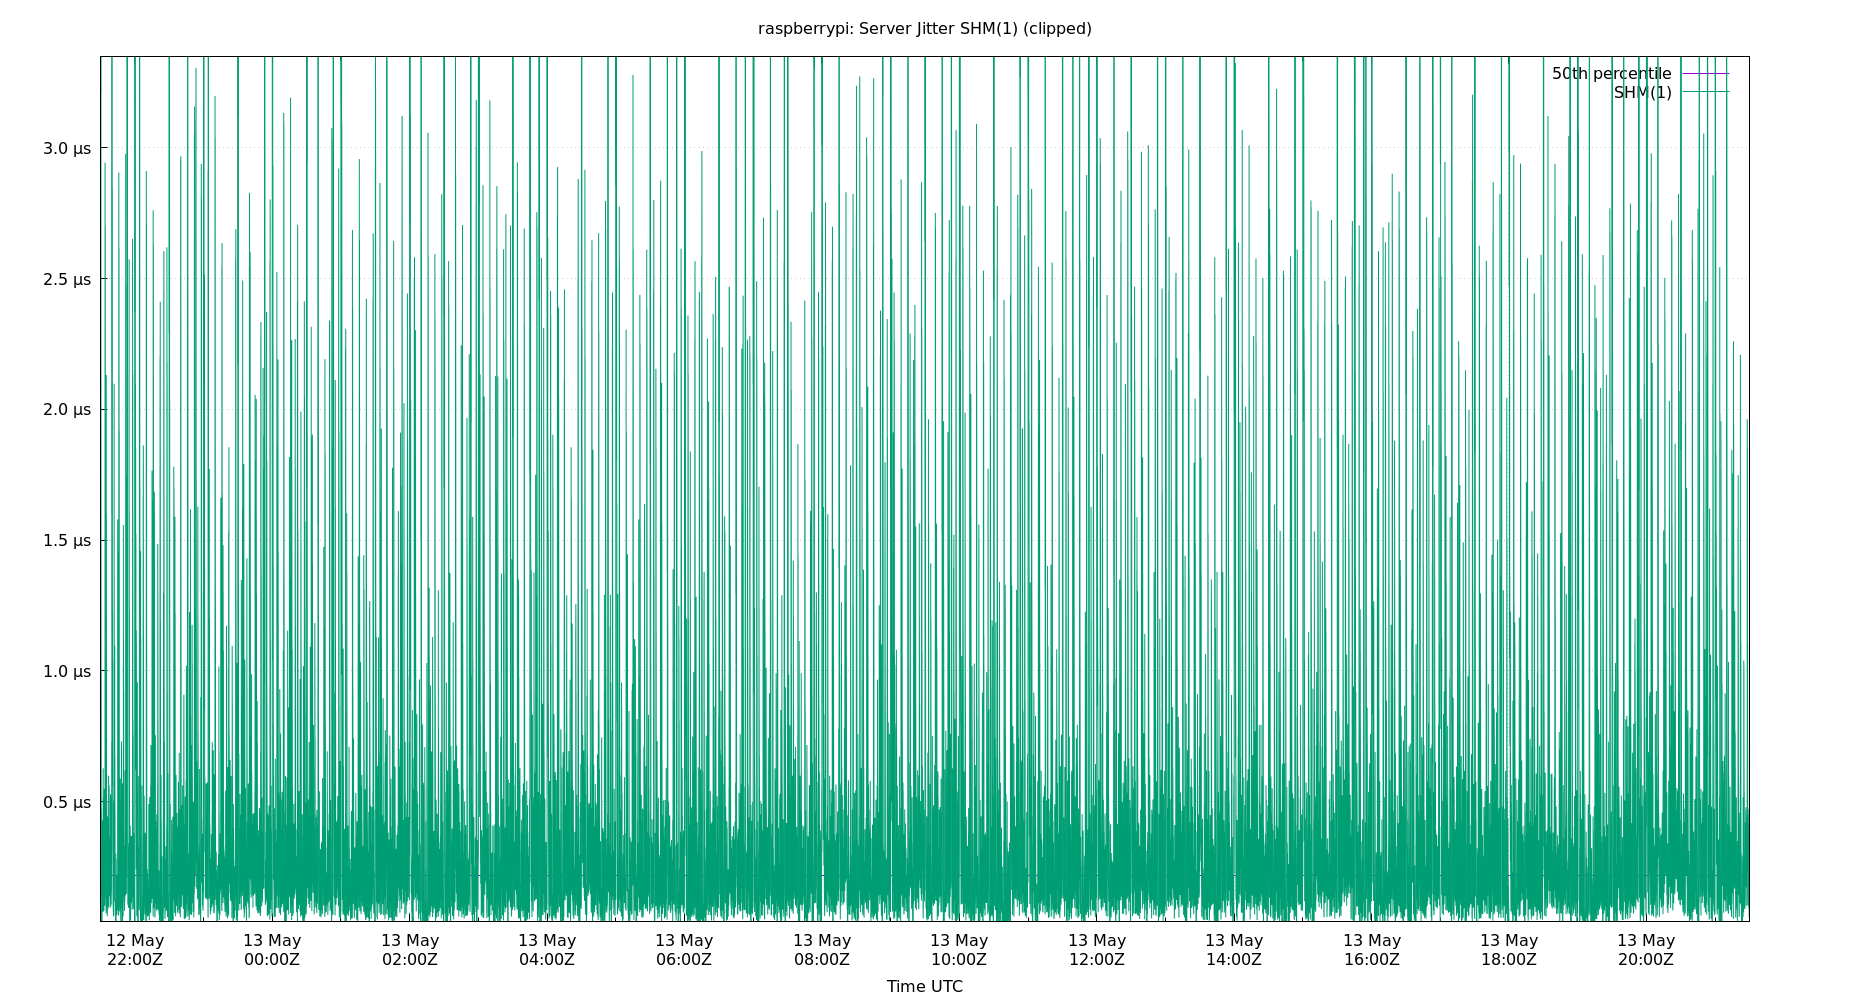 raspberrypi: Server Jitter SHM(1) (clipped)
50th percentile
SHM(1)
3.0 µs
2.5 µs
2.0 µs
1.5 µs
1.0 µs
0.5 µs
12 May 13 May 13 May 13 May 13 May 13 May 13 May 13 May 13 May 13 May 13 May 13 May
22:00Z 00:00Z 02:00Z 04:00Z 06:00Z 08:00Z 10:00Z 12:00Z 14:00Z 16:00Z 18:00Z 20:00Z
Time UTC